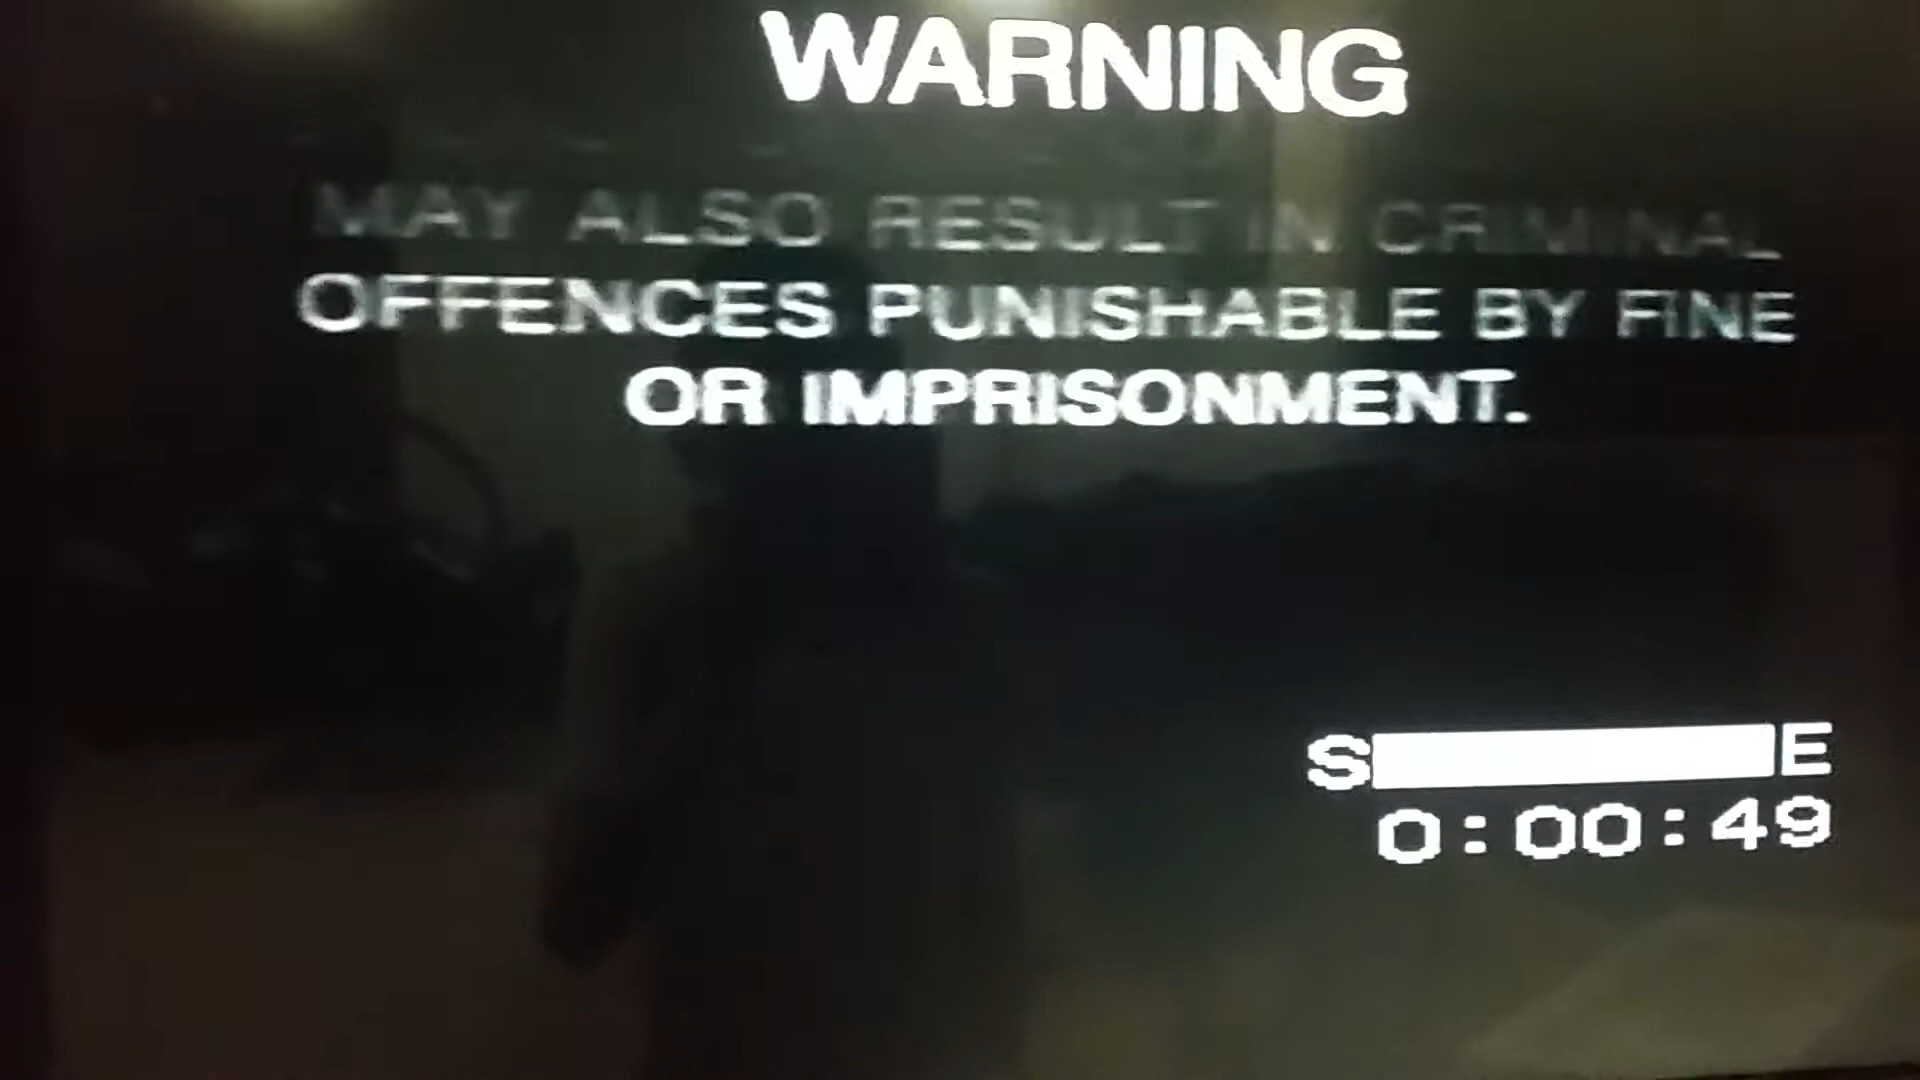 WARNING
MAY ALSO RESULT IN CRIMINAL
OFFENCES PUNISHABLE BY FINE
OR IMPRISONMENT.
S E
0:00:49